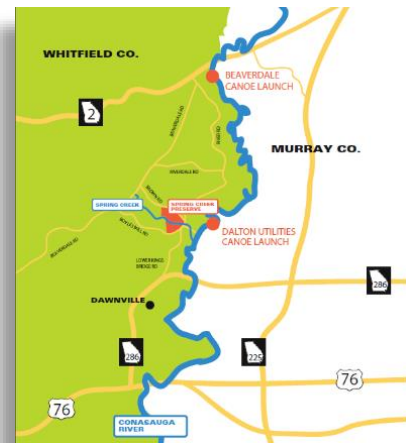 WHITFIELD CO.
BEAVERDALE
CANOE LAUNCH
2
MURRAY CO.
SPRING CREEK
SPRING CREEK
PRESERVE
DALTON UTILITIES
CANOE LAUNCH
286
DAWNVILLE
286
225
76
76
CONASAUGA
RIVER